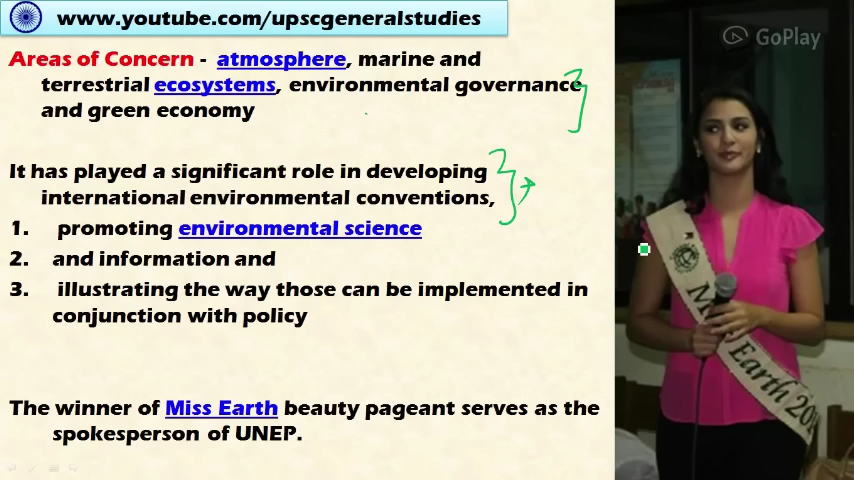 www.youtube.com/upscgeneralstudies
GoPlay
Areas of Concern - atmosphere, marine and
terrestrial ecosystems, environmental governance
and green economy
It has played a significant role in developing
international environmental conventions,
1. promoting environmental science
2. and information and
3. illustrating the way those can be implemented in
conjunction with policy
The winner of Miss Earth beauty pageant serves as the
spokesperson of UNEP.
Miss Earth